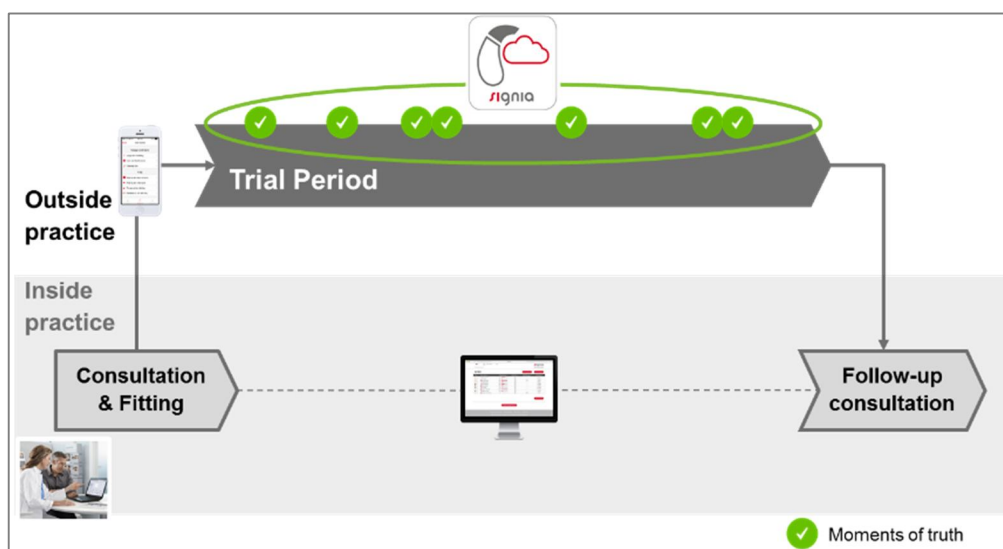 signia
Trial Period
Outside
practice
Inside
practice
Consultation
& Fitting
Follow-up
consultation
Moments of truth